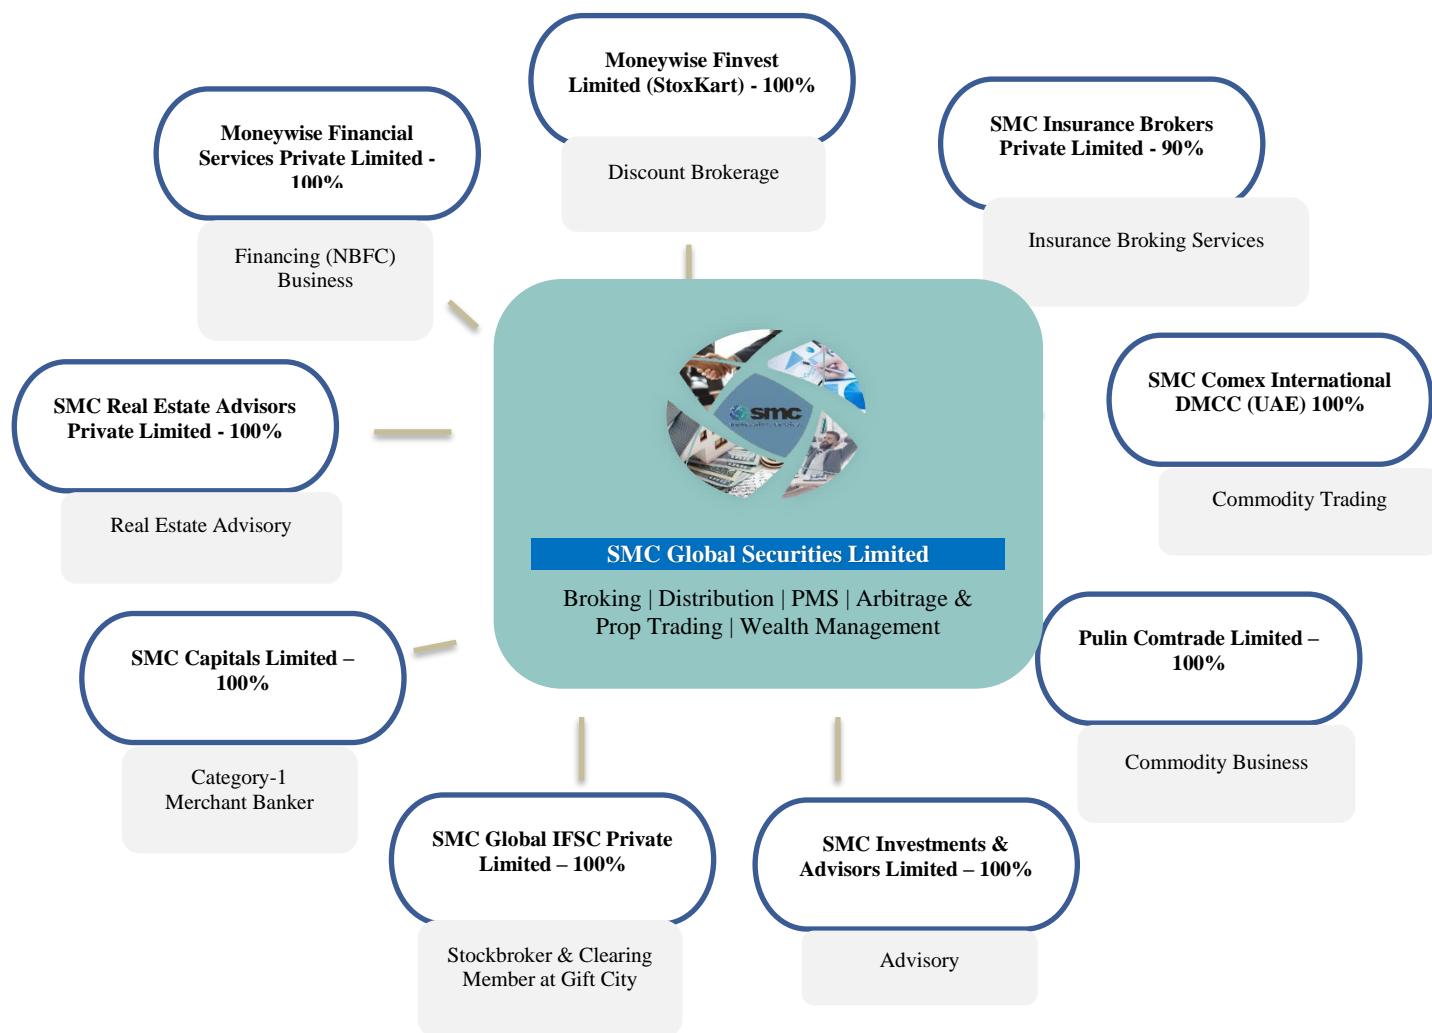 Moneywise Finvest
Limited (StoxKart) - 100%
Discount Brokerage
SMC Insurance Brokers
Private Limited - 90%
Insurance Broking Services
Moneywise Financial
Services Private Limited -
100%
Financing (NBFC)
Business
SMC Comex International
DMCC (UAE) 100%
Commodity Trading
SMC Real Estate Advisors
Private Limited - 100%
Real Estate Advisory
smc
SMC Global Securities Limited
Broking | Distribution | PMS | Arbitrage &
Prop Trading | Wealth Management
SMC Capitals Limited –
100%
Category-1
Merchant Banker
Pulin Comtrade Limited –
100%
Commodity Business
SMC Global IFSC Private
Limited – 100%
Stockbroker & Clearing
Member at Gift City
SMC Investments &
Advisors Limited – 100%
Advisory